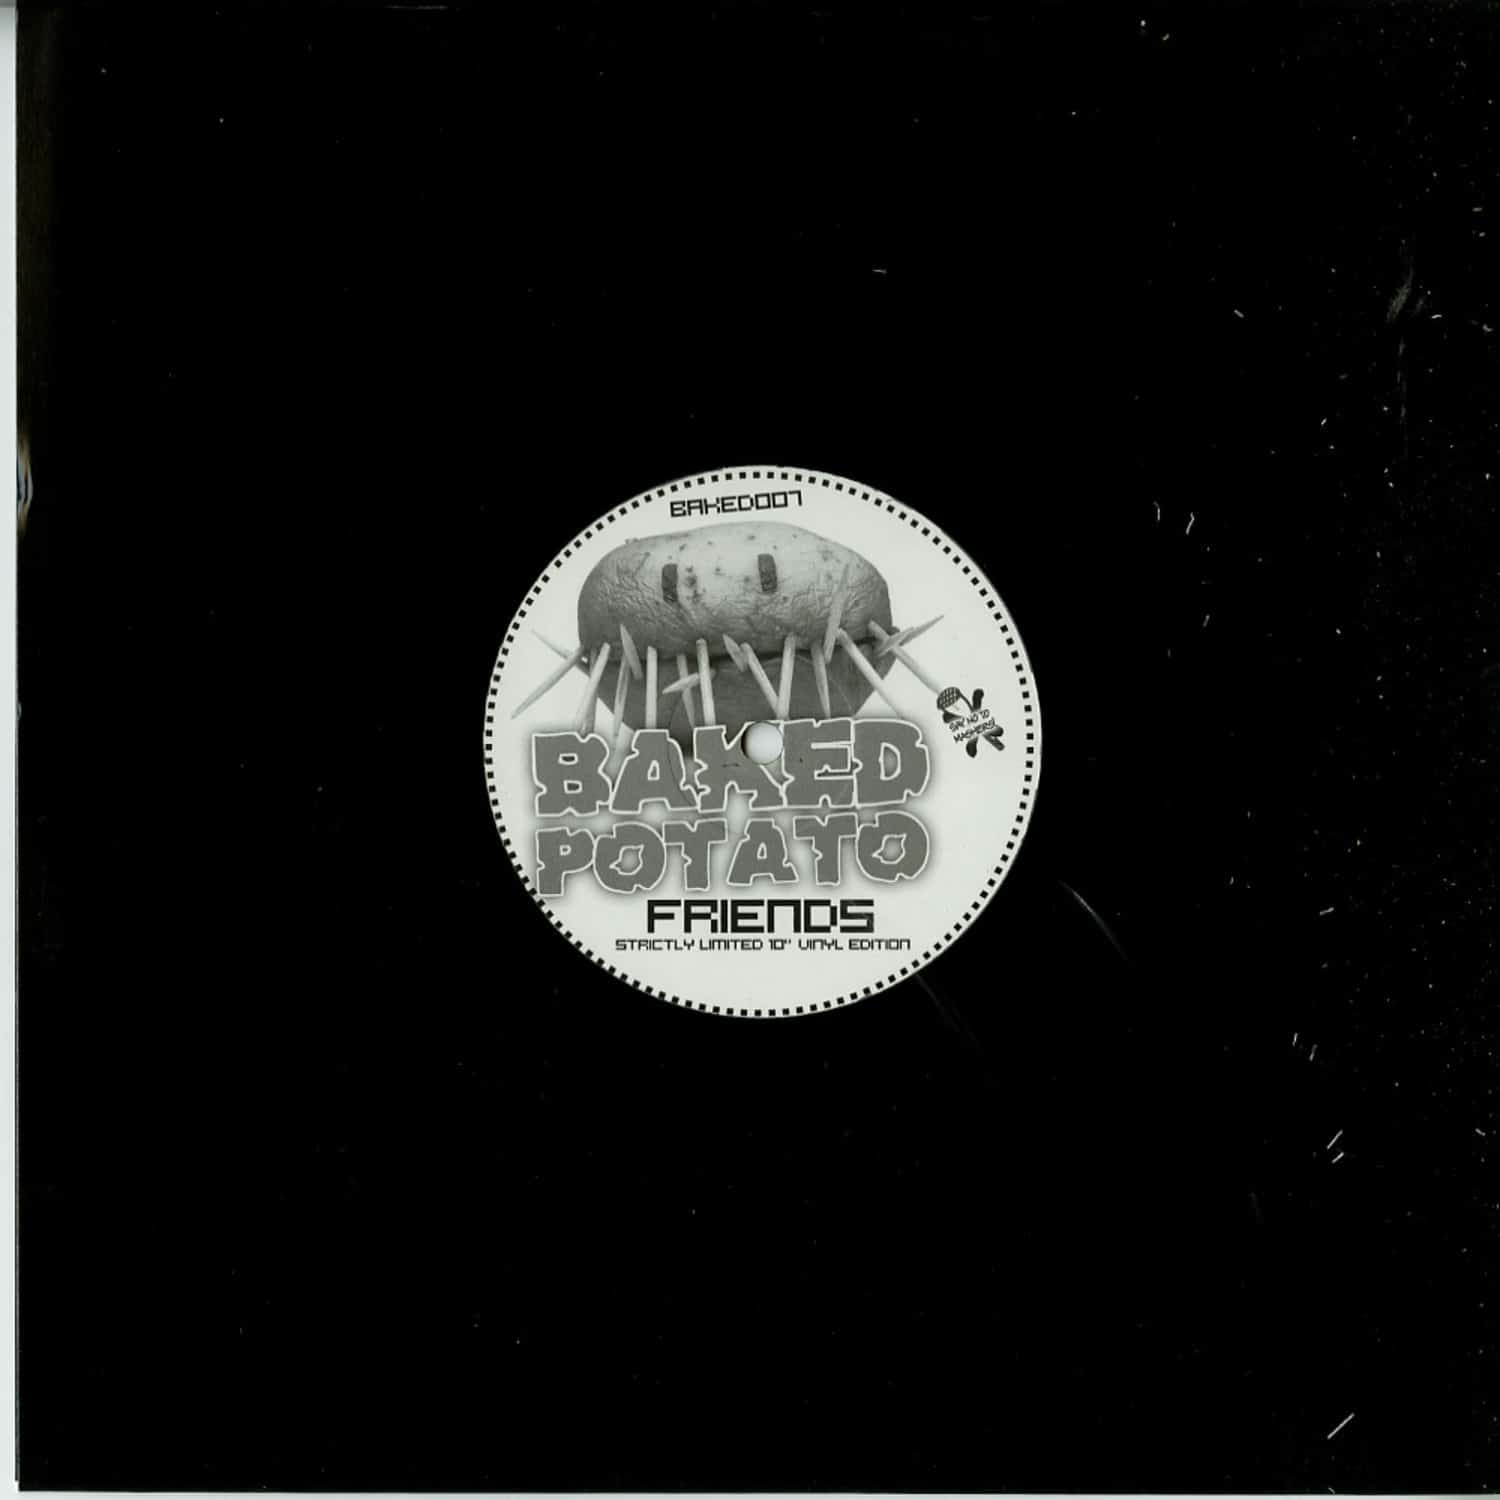 BAKED007
SAY NO TO
MASHERS!
BAKED
POTATO
FRIENDS
STRICTLY LIMITED 10" VINYL EDITION